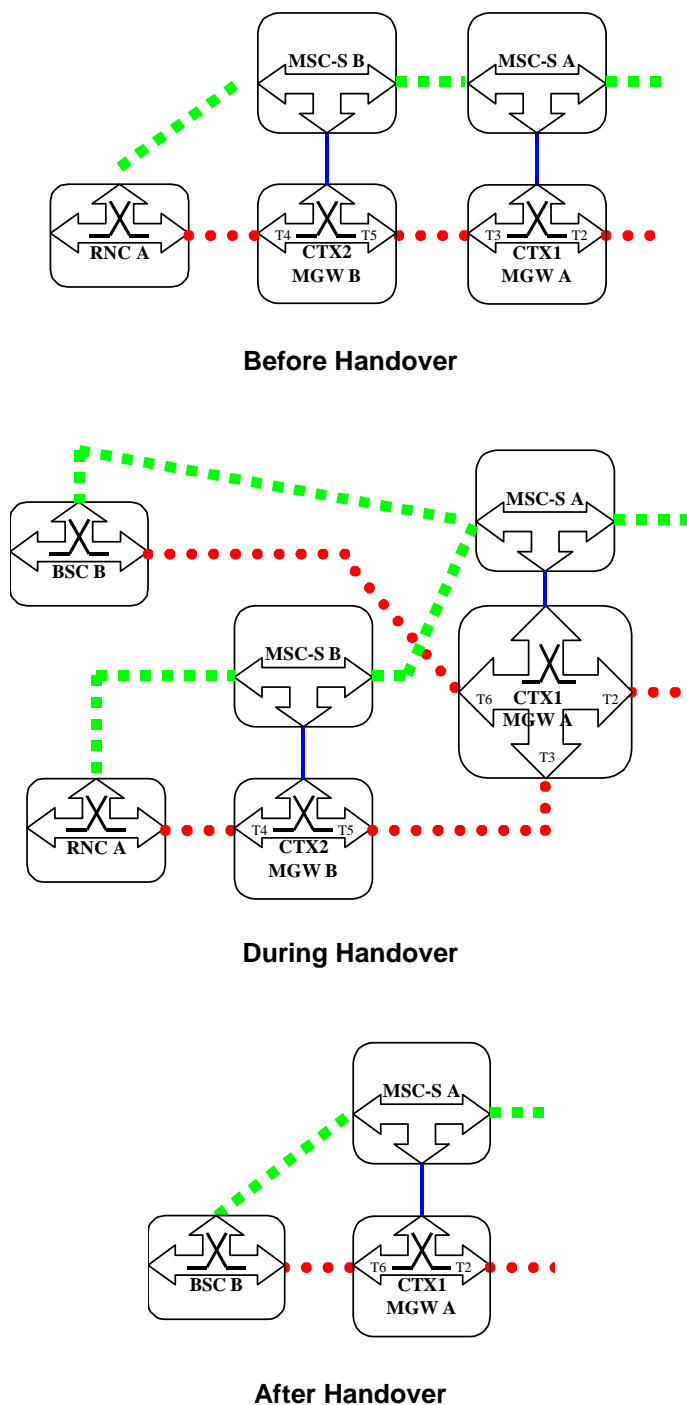 MSC-S B
MSC-S A
RNC A
T4
T5
CTX2
MGW B
T3
T2
CTX1
MGW A
Before Handover
MSC-S A
BSC B
MSC-S B
T6
CTX1
T2
MGW A
T3
RNC A
T4
T5
CTX2
MGW B
During Handover
MSC-S A
BSC B
T6
T2
CTX1
MGW A
After Handover